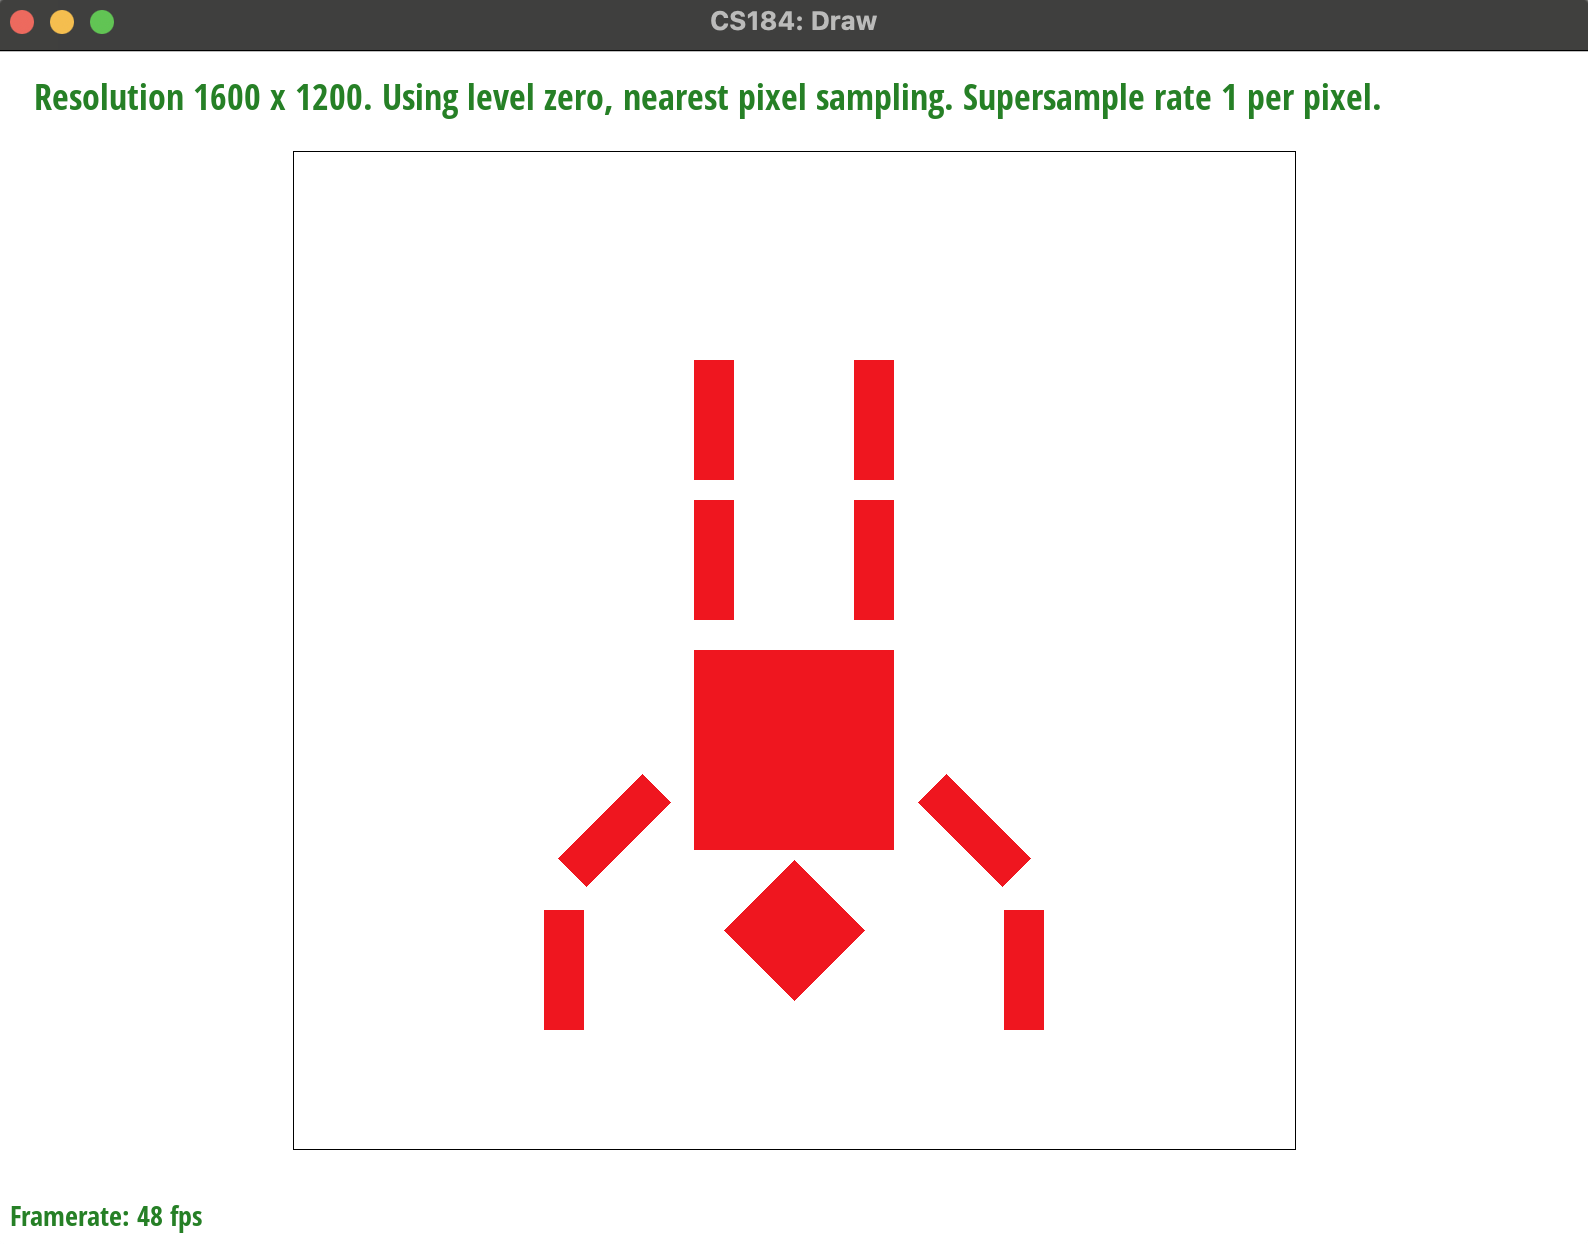 CS184: Draw
Resolution 1600 x 1200. Using level zero, nearest pixel sampling. Supersample rate 1 per pixel.
Framerate: 48 fps